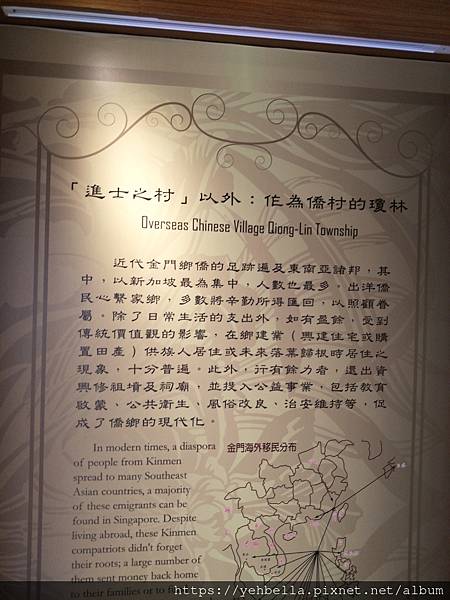 「進士之村」以外：作為僑村的瓊林
Overseas Chinese Village Qiong-Lin Township
近代金門鄉僑的足跡遍及東南亞諸邦，其
中，以新加坡最為集中，人數也最多。出洋僑
民心繫家鄉，多數將辛勤所得匯回，以照顧眷
屬。除了日常生活的支出外，如有盈餘，受到
傳統價值觀的影響，在鄉建業（興建住宅或購
置田產）供族人居住或未來落葉歸根時居住之
現象，十分普遍。此外，行有餘力者，還出資
興修祖墳及祠廟，並投入公益事業，包括教育
啟蒙、公共衛生、風俗改良、治安維持等，促
成了僑鄉的現代化。
In modern times, a diaspora
of people from Kinmen
spread to many Southeast
Asian countries, a majority
of these emigrants can be
found in Singapore. Despite
living abroad, these Kinmen
compatriots didn't forget
their roots; a large number of
them sent money back home
to their families or to
金門海外移民分布
https://yehbella.pixnet.net/album